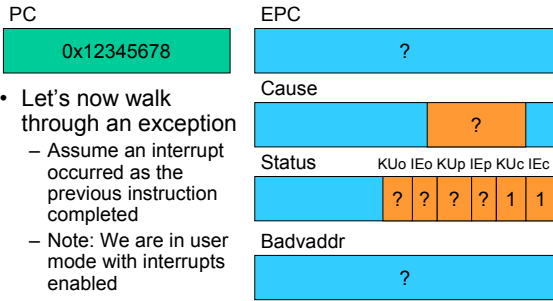 PC
0x12345678
• Let's now walk
through an exception
– Assume an interrupt
occurred as the
previous instruction
completed
– Note: We are in user
mode with interrupts
enabled
EPC
?
Cause
?
Status KUo IEo KUp IEp KUc IEc
? ? ? ? 1 1
Badvaddr
?